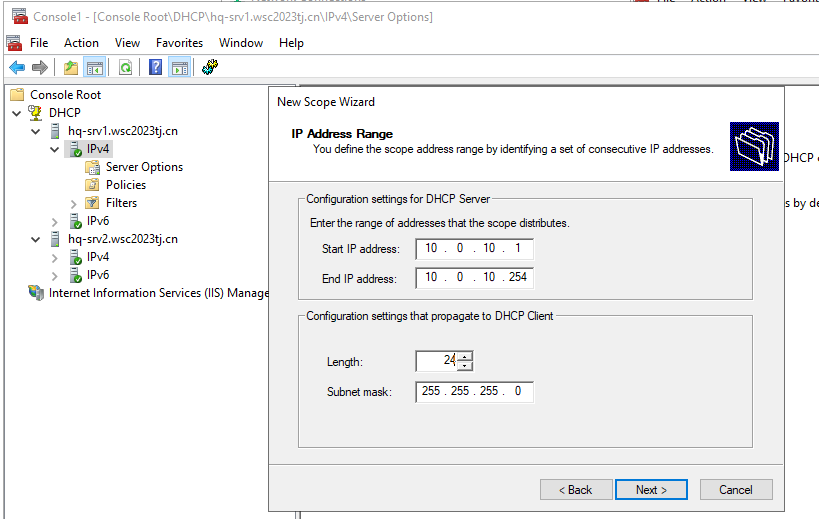 Console1 - [Console Root\DHCP\hq-srv1.wsc2023tj.cn\IPv4\Server Options]
File Action View Favorites Window Help
Console Root
DHCP
hq-srv1.wsc2023tj.cn
IPv4
Server Options
Policies
Filters
IPv6
hq-srv2.wsc2023tj.cn
IPv4
IPv6
Internet Information Services (IIS) Manage
New Scope Wizard
IP Address Range
You define the scope address range by identifying a set of consecutive IP addresses.
Configuration settings for DHCP Server
Enter the range of addresses that the scope distributes.
Start IP address: 10 . 0 . 10 . 1
End IP address: 10 . 0 . 10 . 254
Configuration settings that propagate to DHCP Client
Length: 24
Subnet mask: 255 . 255 . 255 . 0
< Back Next > Cancel
DHCP
s by de